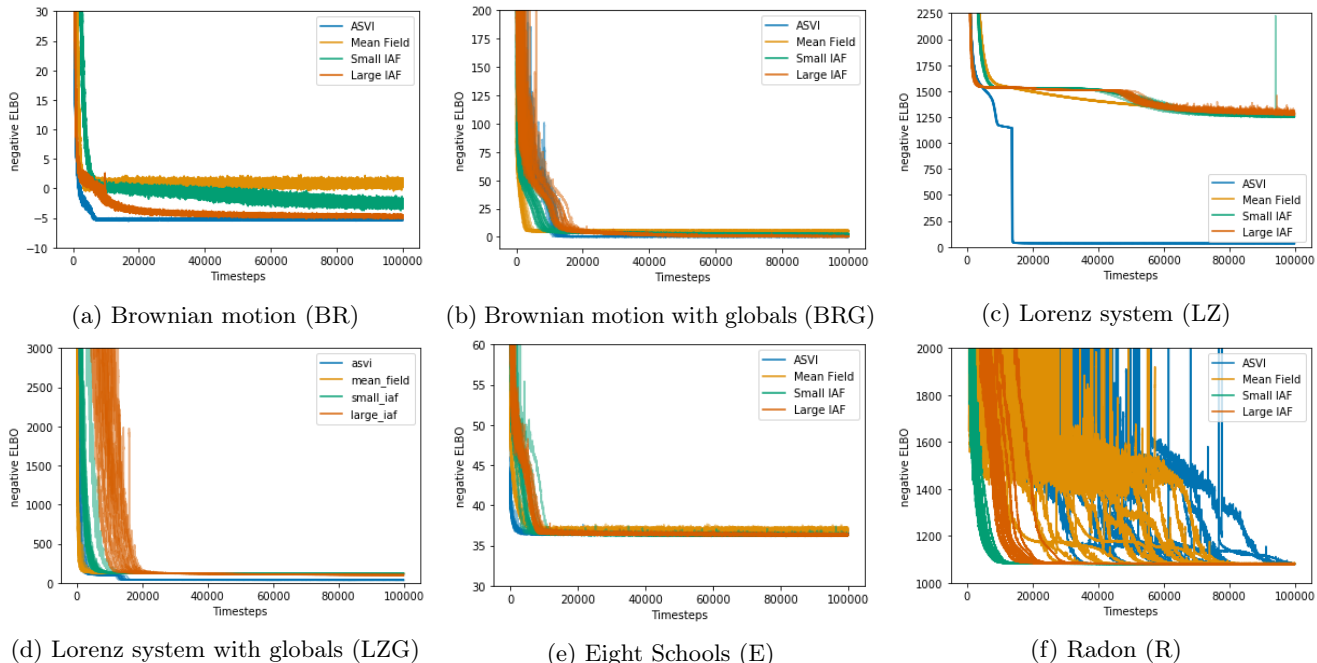 30
25
20
15
10
5
0
−5
−10
negative ELBO
0 20000 40000 60000 80000 100000
Timesteps
ASVI
Mean Field
Small IAF
Large IAF
(a) Brownian motion (BR)
200
175
150
125
100
75
50
25
0
negative ELBO
0 20000 40000 60000 80000 100000
Timesteps
ASVI
Mean Field
Small IAF
Large IAF
(b) Brownian motion with globals (BRG)
2250
2000
1750
1500
1250
1000
750
500
250
0
negative ELBO
0 20000 40000 60000 80000 100000
Timesteps
ASVI
Mean Field
Small IAF
Large IAF
(c) Lorenz system (LZ)
3000
2500
2000
1500
1000
500
0
negative ELBO
0 20000 40000 60000 80000 100000
Timesteps
asvi
mean_field
small_iaf
large_iaf
(d) Lorenz system with globals (LZG)
60
55
50
45
40
35
30
negative ELBO
0 20000 40000 60000 80000 100000
Timesteps
ASVI
Mean Field
Small IAF
Large IAF
(e) Eight Schools (E)
2000
1800
1600
1400
1200
1000
negative ELBO
0 20000 40000 60000 80000 100000
Timesteps
ASVI
Mean Field
Small IAF
Large IAF
(f) Radon (R)